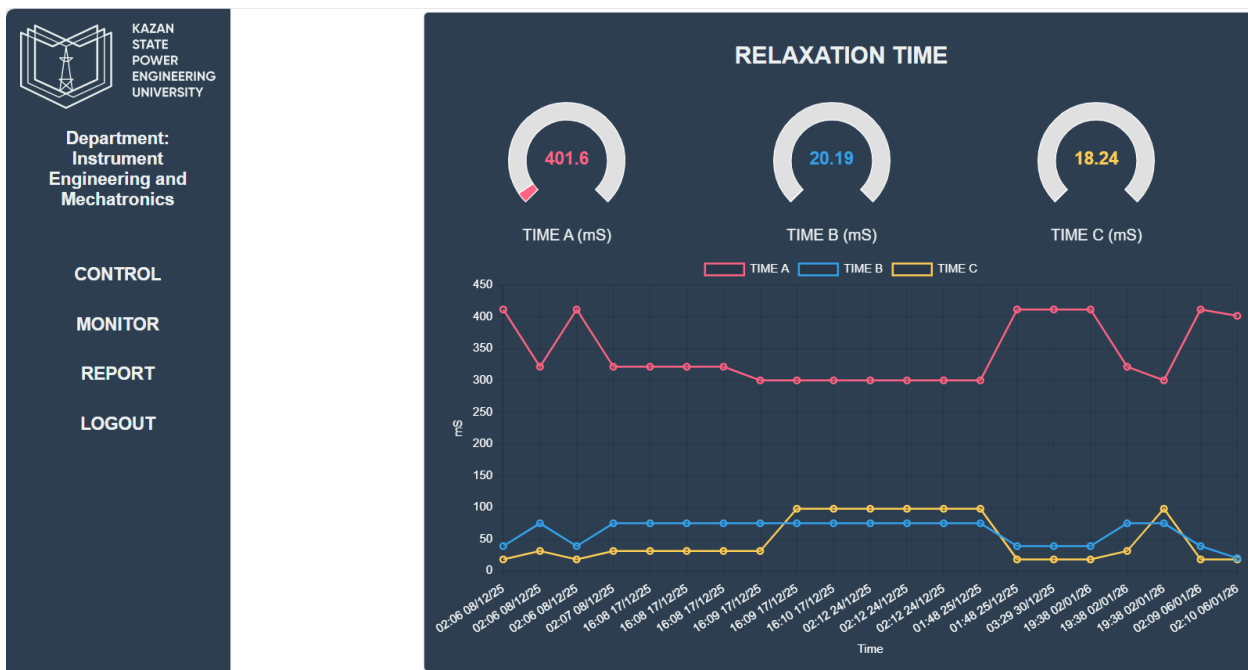 KAZAN
STATE
POWER
ENGINEERING
UNIVERSITY
Department:
Instrument
Engineering and
Mechatronics
CONTROL
MONITOR
REPORT
LOGOUT
RELAXATION TIME
401.6
20.19
18.24
TIME A (mS)
TIME B (mS)
TIME C (mS)
TIME A
TIME B
TIME C
450
400
350
300
250
200
150
100
50
0
mS
02:06 08/12/25
02:06 08/12/25
02:06 08/12/25
02:07 08/12/25
16:08 17/12/25
16:08 17/12/25
16:08 17/12/25
16:09 17/12/25
16:09 17/12/25
16:10 17/12/25
02:12 24/12/25
02:12 24/12/25
02:12 24/12/25
01:48 25/12/25
01:48 25/12/25
03:29 30/12/25
19:38 02/01/26
19:38 02/01/26
19:38 02/01/26
02:09 06/01/26
02:10 06/01/26
Time